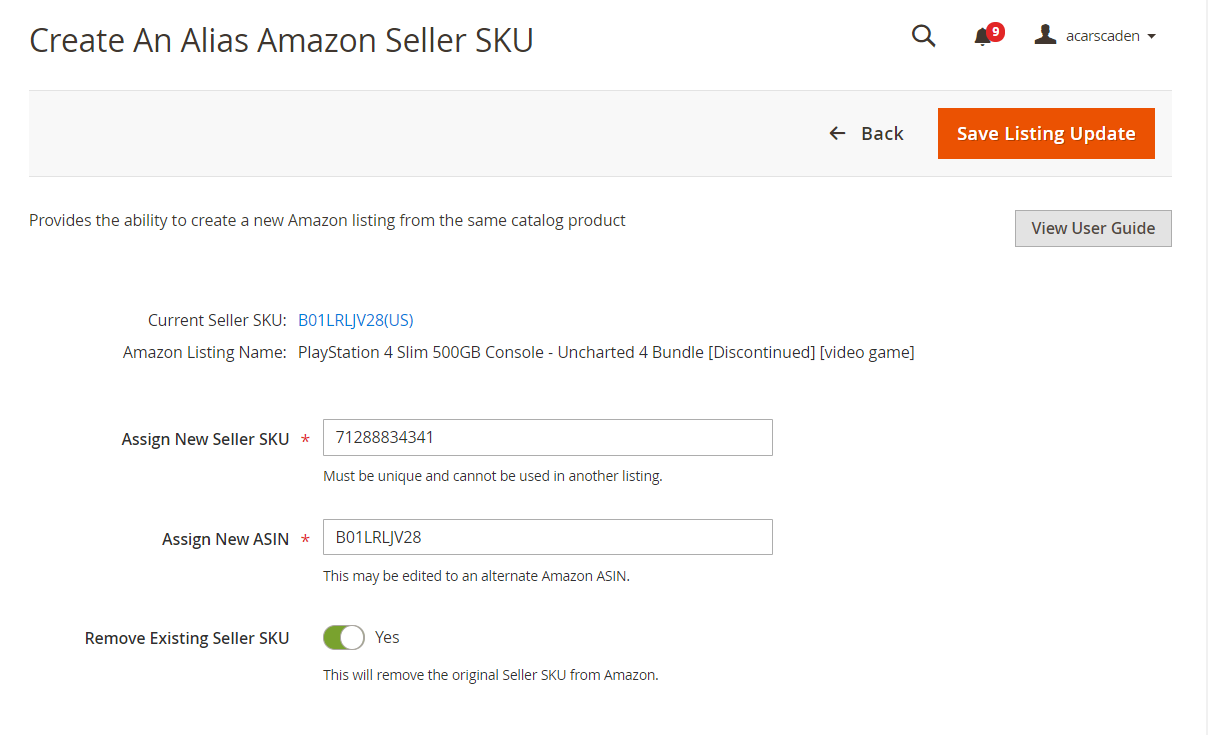 Create An Alias Amazon Seller SKU
9
acarscaden
Back
Save Listing Update
Provides the ability to create a new Amazon listing from the same catalog product
View User Guide
Current Seller SKU: B01LRLJV28(US)
Amazon Listing Name: PlayStation 4 Slim 500GB Console - Uncharted 4 Bundle [Discontinued] [video game]
Assign New Seller SKU * 71288834341
Must be unique and cannot be used in another listing.
Assign New ASIN * B01LRLJV28
This may be edited to an alternate Amazon ASIN.
Remove Existing Seller SKU Yes
This will remove the original Seller SKU from Amazon.